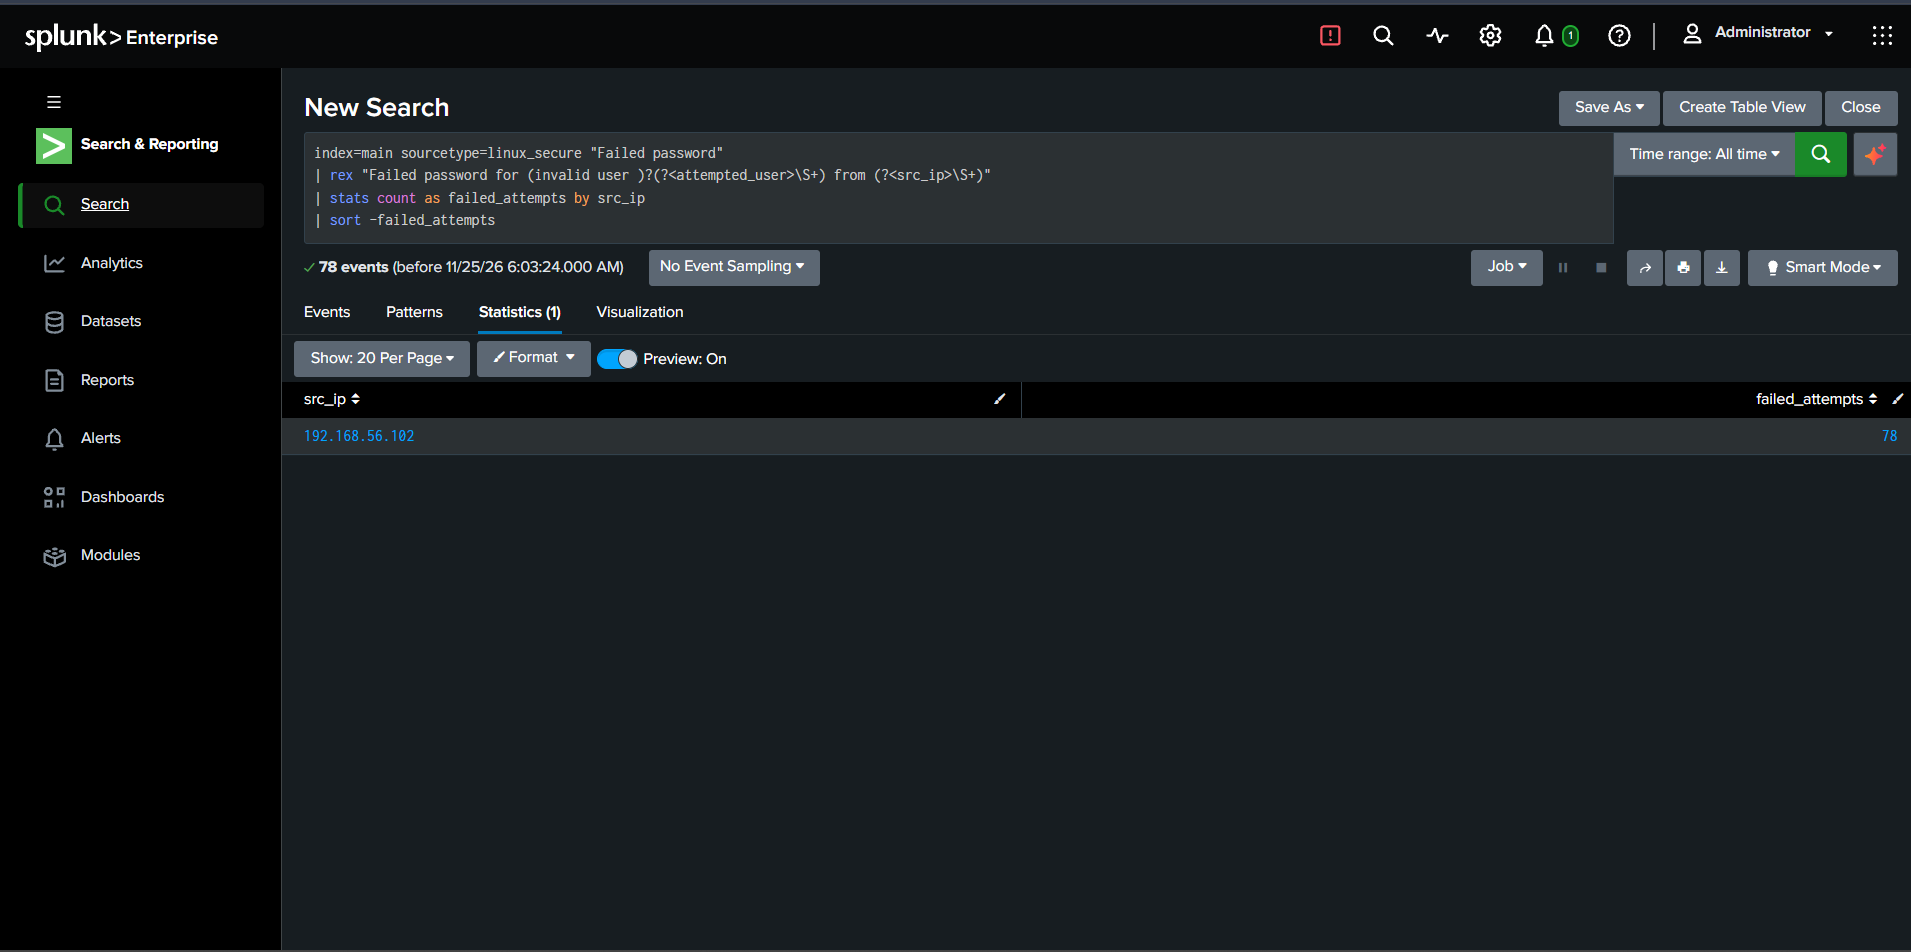 splunk> Enterprise
1
Administrator
Search & Reporting
Search
Analytics
Datasets
Reports
Alerts
Dashboards
Modules
New Search
Save As
Create Table View
Close
index=main sourcetype=linux_secure "Failed password"
| rex "Failed password for (invalid user )?(?<attempted_user>\S+) from (?<src_ip>\S+)"
| stats count as failed_attempts by src_ip
| sort -failed_attempts
Time range: All time
78 events (before 11/25/26 6:03:24.000 AM)
No Event Sampling
Job
Smart Mode
Events
Patterns
Statistics (1)
Visualization
Show: 20 Per Page
Format
Preview: On
src_ip
failed_attempts
192.168.56.102
78